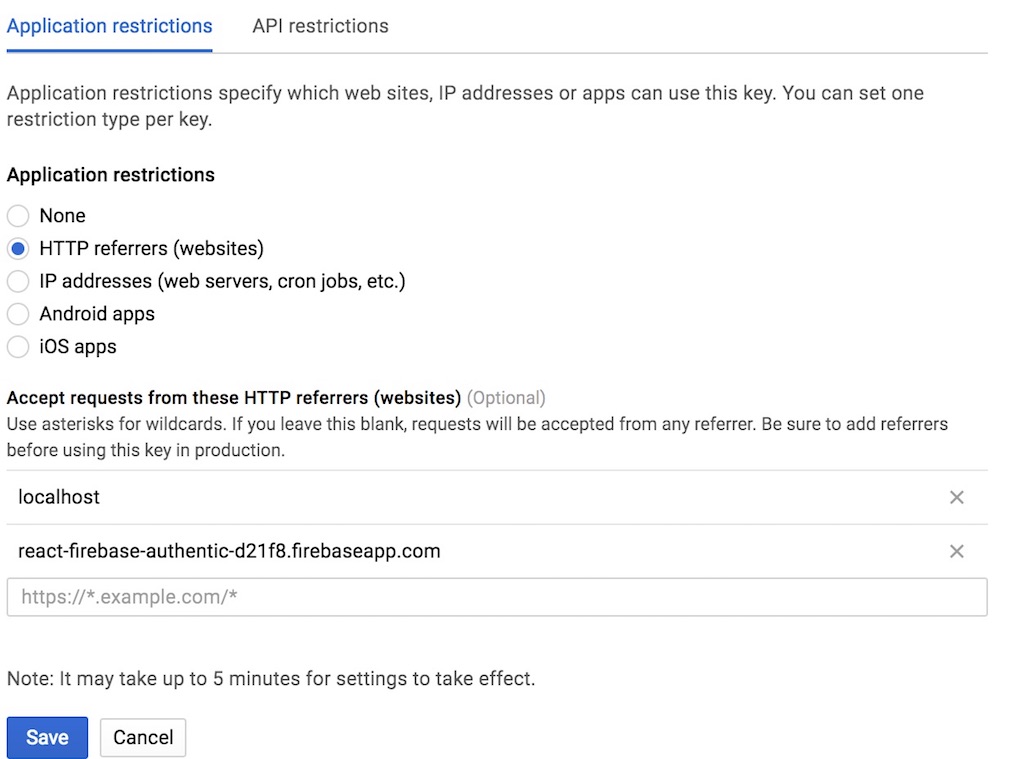 Application restrictions
API restrictions
Application restrictions specify which web sites, IP addresses or apps can use this key. You can set one
restriction type per key.
Application restrictions
None
HTTP referrers (websites)
IP addresses (web servers, cron jobs, etc.)
Android apps
iOS apps
Accept requests from these HTTP referrers (websites) (Optional)
Use asterisks for wildcards. If you leave this blank, requests will be accepted from any referrer. Be sure to add referrers
before using this key in production.
localhost
react-firebase-authentic-d21f8.firebaseapp.com
https://*.example.com/*
Note: It may take up to 5 minutes for settings to take effect.
Save
Cancel